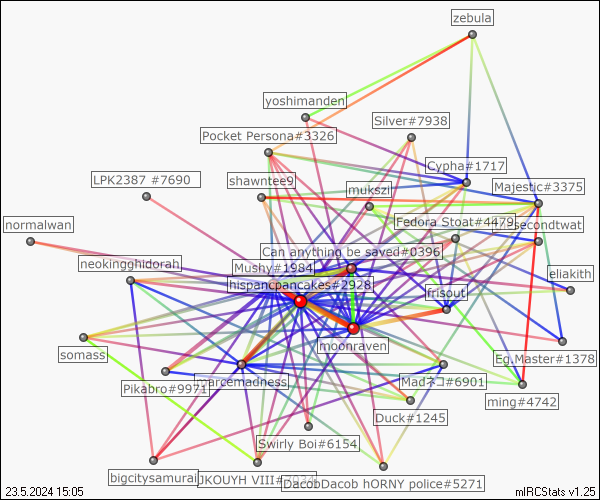 zebula
yoshimanden
Silver#7938
Pocket Persona#3326
Cypha#1717
LPK2387 #7690
shawntee9
mukszi
Majestic#3375
normalwan
Fedora Stoat#4479
secondtwat
Can anything be saved#0396
neokingghidorah
Mushy#1984
eliakith
hispancpancakes#2928
frisout
moonraven
somass
Eg.Master#1378
Pikabro#9971
marcemadness
Madネコ#6901
ming#4742
Duck#1245
Swirly Boi#6154
bigcitysamurai
JKOUYH VIII
DacobDacob hORNY police#5271
23.5.2024 15:05
mIRCStats v1.25